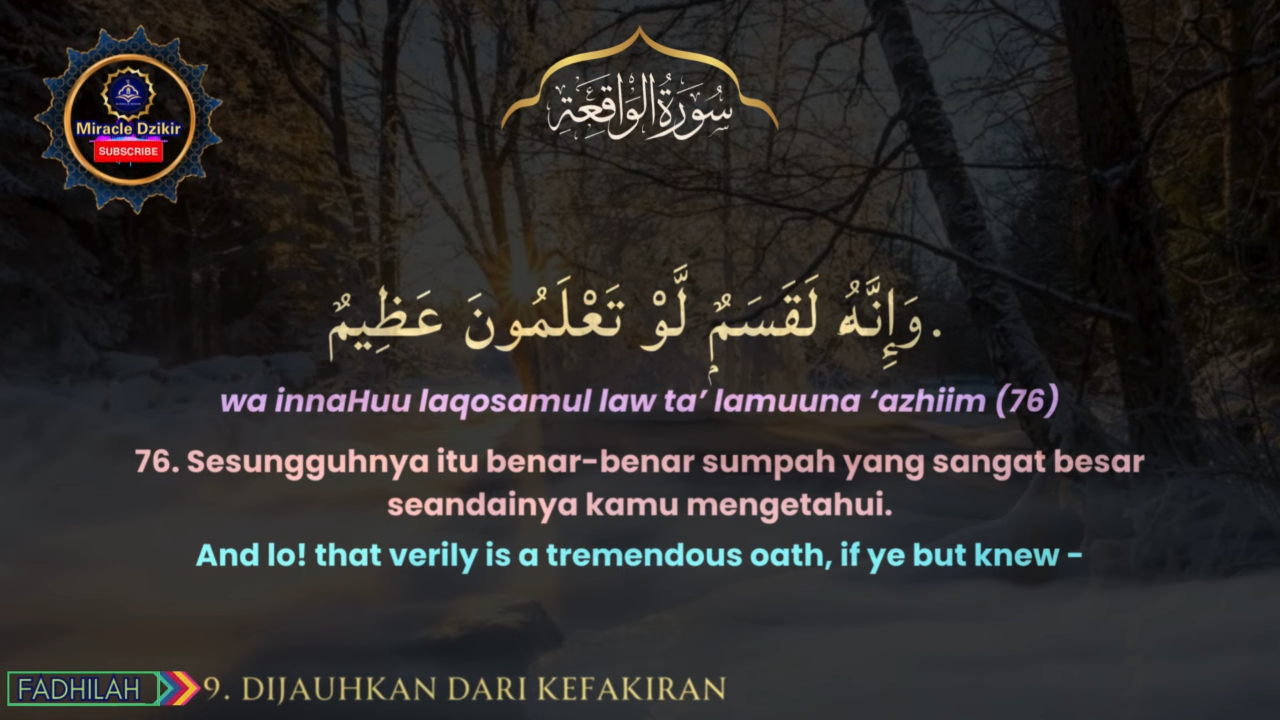 Miracle Dzikir
SUBSCRIBE
سُورَةُ الْوَاقِعَةِ
وَإِنَّهُ لَقَسَمٌ لَّوْ تَعْلَمُونَ عَظِيمٌ.
wa innaHuu laqosamul law ta’ lamuuna ‘azhiim (76)
76. Sesungguhnya itu benar-benar sumpah yang sangat besar
seandainya kamu mengetahui.
And lo! that verily is a tremendous oath, if ye but knew -
FADHILAH 9. DIJAUHKAN DARI KEFAKIRAN